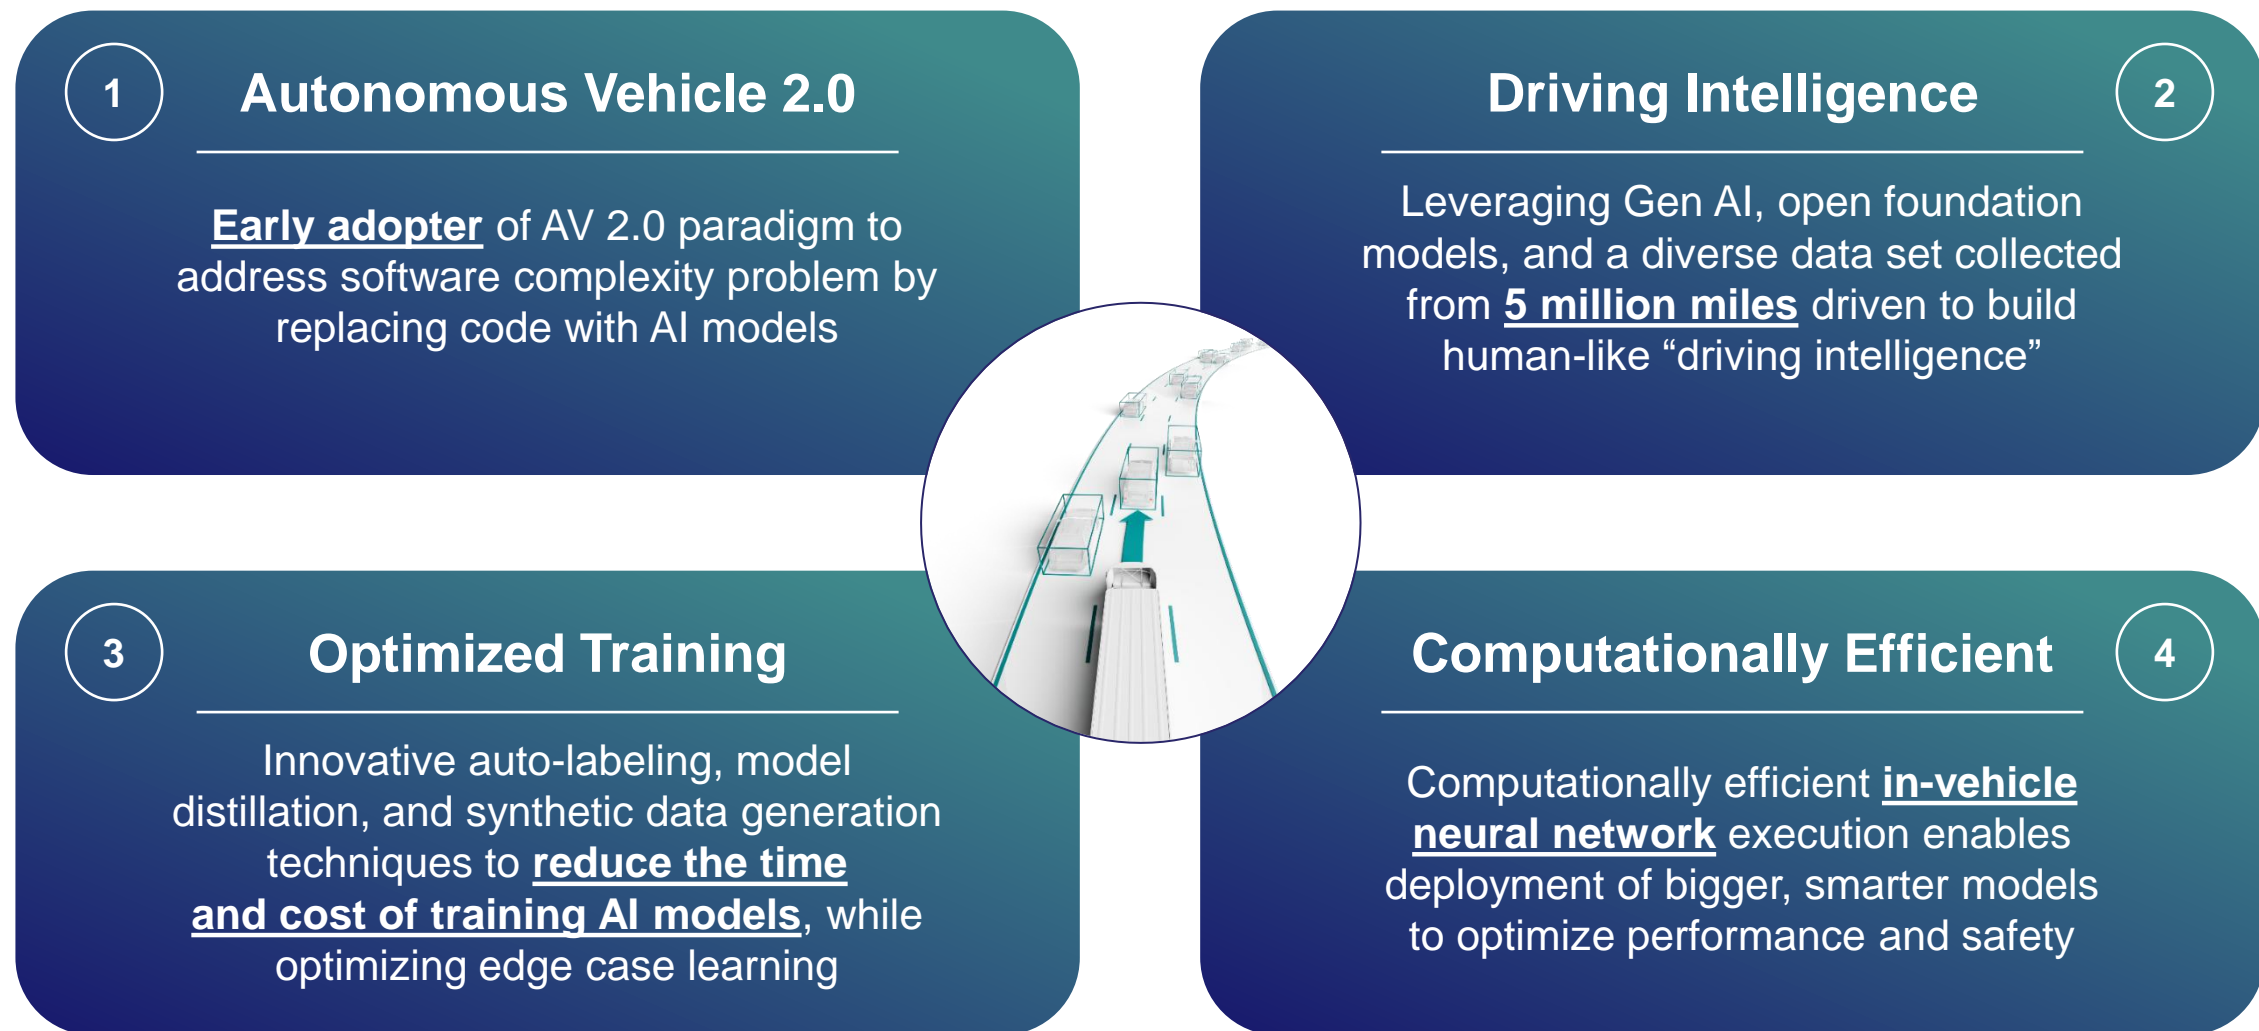 1
Autonomous Vehicle 2.0
Early adopter of AV 2.0 paradigm to
address software complexity problem by
replacing code with AI models
Driving Intelligence
2
Leveraging Gen AI, open foundation
models, and a diverse data set collected
from 5 million miles driven to build
human-like “driving intelligence”
3
Optimized Training
Innovative auto-labeling, model
distillation, and synthetic data generation
techniques to reduce the time
and cost of training AI models, while
optimizing edge case learning
Computationally Efficient
4
Computationally efficient in-vehicle
neural network execution enables
deployment of bigger, smarter models
to optimize performance and safety